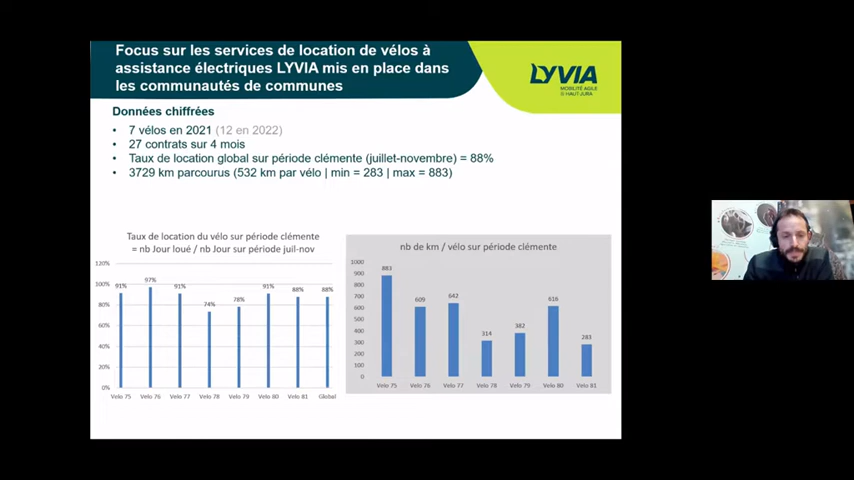 Focus sur les services de location de vélos à
assistance électriques LYVIA mis en place dans
les communautés de communes
LYVIA
MOBILITÉ AGILE
HAUT-JURA
Données chiffrées
• 7 vélos en 2021 (12 en 2022)
• 27 contrats sur 4 mois
• Taux de location global sur période clémente (juillet-novembre) = 88%
• 3729 km parcourus (532 km par vélo | min = 283 | max = 883)
Taux de location du vélo sur période clémente
= nb Jour loué / nb Jour sur période juil-nov
120%
100%
80%
60%
40%
20%
0%
91%
97%
91%
74%
78%
91%
88%
88%
Velo 75
Velo 76
Velo 77
Velo 78
Velo 79
Velo 80
Velo 81
Global
nb de km / vélo sur période clémente
1000
900
800
700
600
500
400
300
200
100
0
883
609
642
314
382
616
283
Velo 75
Velo 76
Velo 77
Velo 78
Velo 79
Velo 80
Velo 81